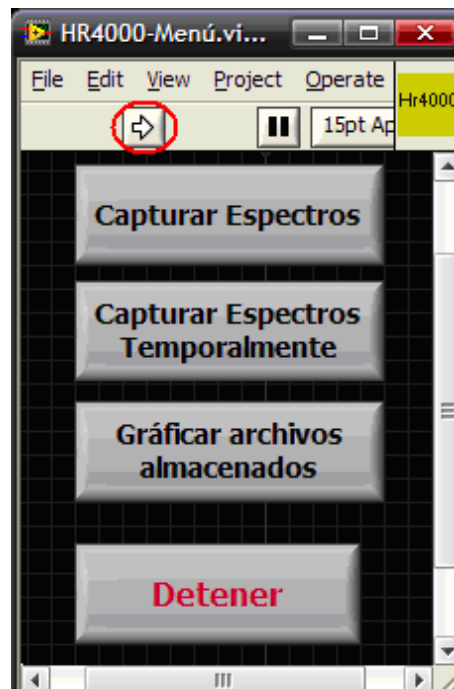 HR4000-Menú.vi...
File Edit View Project Operate
Hr4000
15pt Ap
Capturar Espectros
Capturar Espectros
Temporalmente
Gráficar archivos
almacenados
Detener